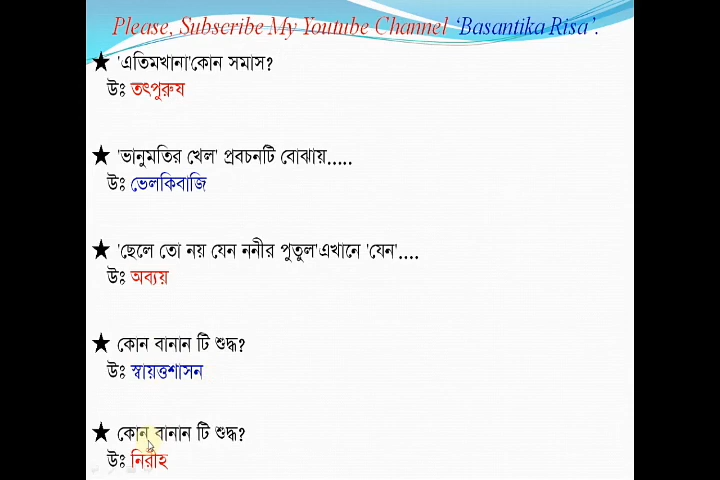 Please, Subscribe My Youtube Channel ‘Basantika Risa’.
★ 'এতিমখানা'কোন সমাস?
উঃ তৎপুরুষ
★ 'ভানুমতির খেল' প্রবচনটি বোঝায়.....
উঃ ভেলকিবাজি
★ 'ছেলে তো নয় যেন ননীর পুতুল'এখানে 'যেন'....
উঃ অব্যয়
★ কোন বানান টি শুদ্ধ?
উঃ স্বায়ত্তশাসন
★ কোন বানান টি শুদ্ধ?
উঃ নিরীহ